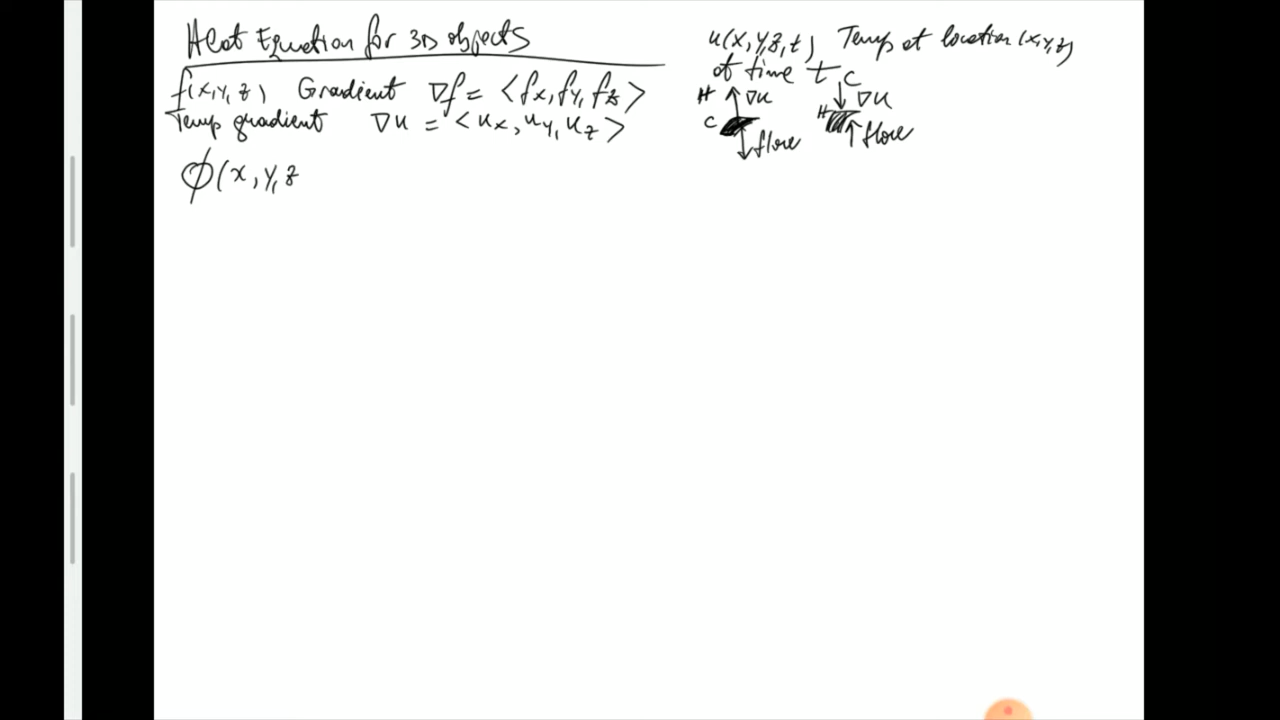 Heat Equation for 3D objects
f(x,y,z) Gradient ∇f = <fx, fy, fz>
Temp gradient ∇u = <ux, uy, uz>
ϕ(x,y,z
u(x,y,z,t) Temp at location (x,y,z)
at time t
H ∇u
C
flow
C
∇u
H
flow